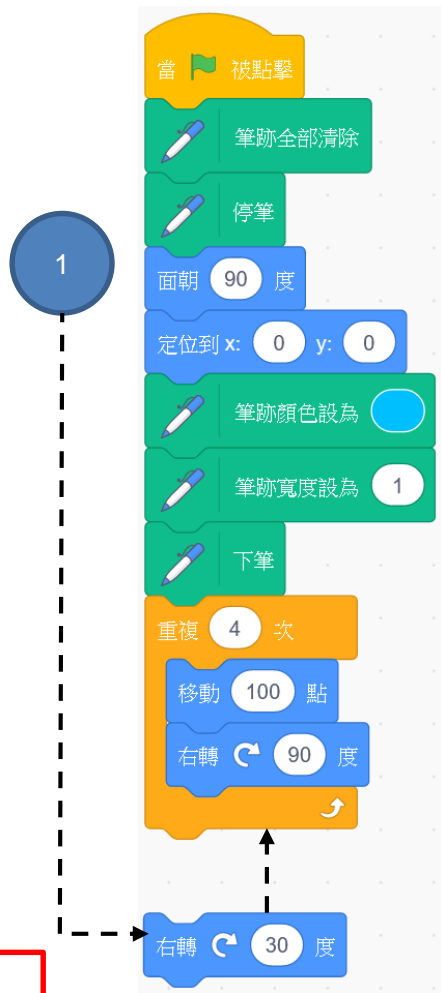 當 被點擊
筆跡全部清除
停筆
1
面朝 90 度
定位到 x: 0 y: 0
筆跡顏色設為
筆跡寬度設為 1
下筆
重複 4 次
移動 100 點
右轉 90 度
右轉 30 度